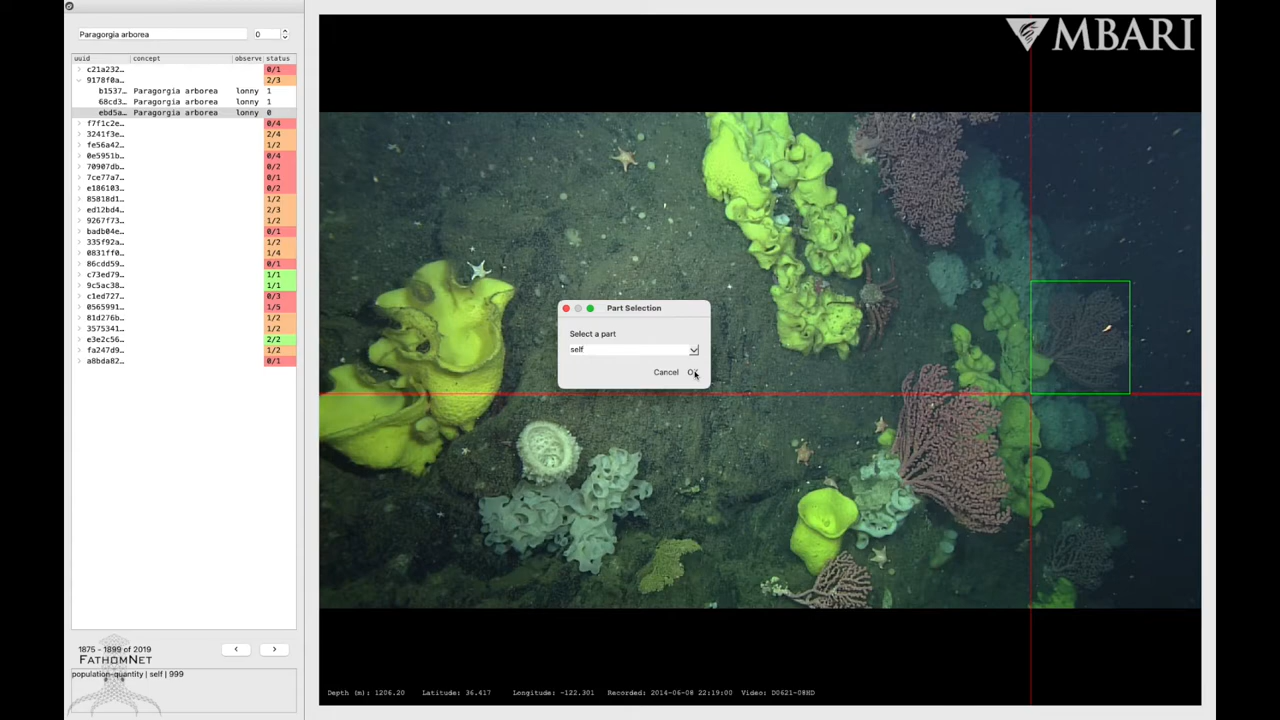 Paragorgia arborea 0
uuid concept observe status
c21a232… 0/1
9178f0a… 2/3
b1537… Paragorgia arborea lonny 1
68cd3… Paragorgia arborea lonny 1
ebd5a… Paragorgia arborea lonny 0
f7f1c2e… 0/4
3241f3e… 2/4
fe56a42… 1/2
0e5951b… 0/4
70907db… 0/2
7ce77a7… 0/1
e186103… 0/2
85818d1… 1/2
ed12bd4… 2/3
9267f73… 1/2
badb04e… 0/1
335f92a… 1/2
0831ff0… 1/4
86cdd59… 0/1
c73ed79… 1/1
9c5ac38… 1/1
c1ed727… 0/3
0565991… 1/5
81d276b… 1/2
3575341… 1/2
e3e2c56… 2/2
fa247d9… 1/2
a8bda82… 0/1
1875 - 1899 of 2019
FATHOMNET
< >
population-quantity | self | 999
MBARI
Part Selection
Select a part
self
Cancel OK
Depth (m): 1206.20 Latitude: 36.417 Longitude: -122.301 Recorded: 2014-06-08 22:19:00 Video: D0621-08HD